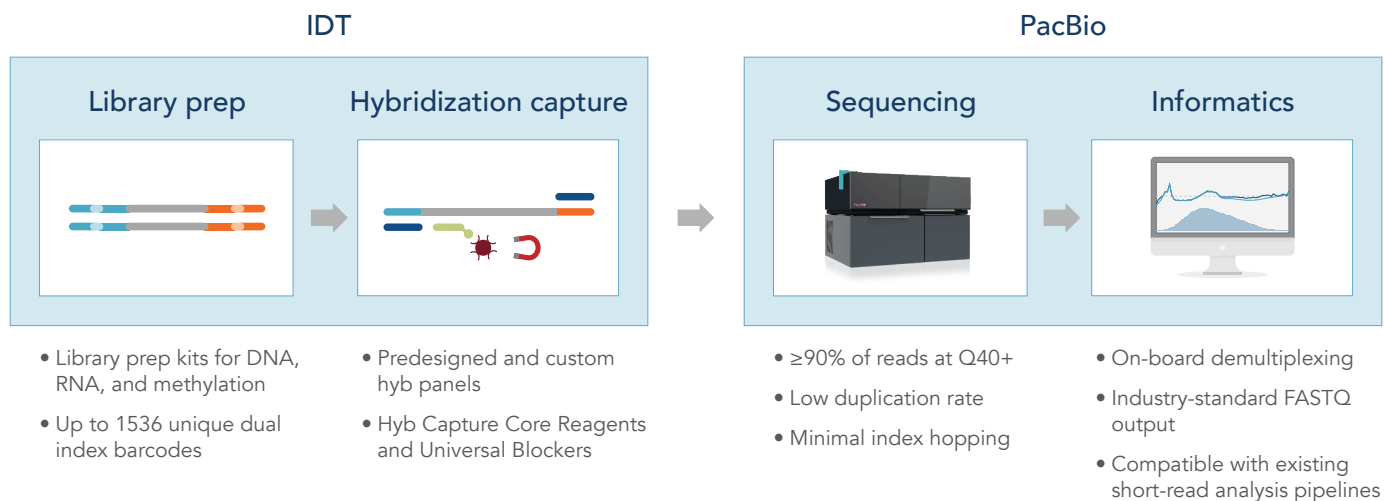 IDT
PacBio
Library prep
Hybridization capture
Sequencing
Informatics
• Library prep kits for DNA,
RNA, and methylation
• Up to 1536 unique dual
index barcodes
• Predesigned and custom
hyb panels
• Hyb Capture Core Reagents
and Universal Blockers
• ≥90% of reads at Q40+
• Low duplication rate
• Minimal index hopping
• On-board demultiplexing
• Industry-standard FASTQ
output
• Compatible with existing
short-read analysis pipelines